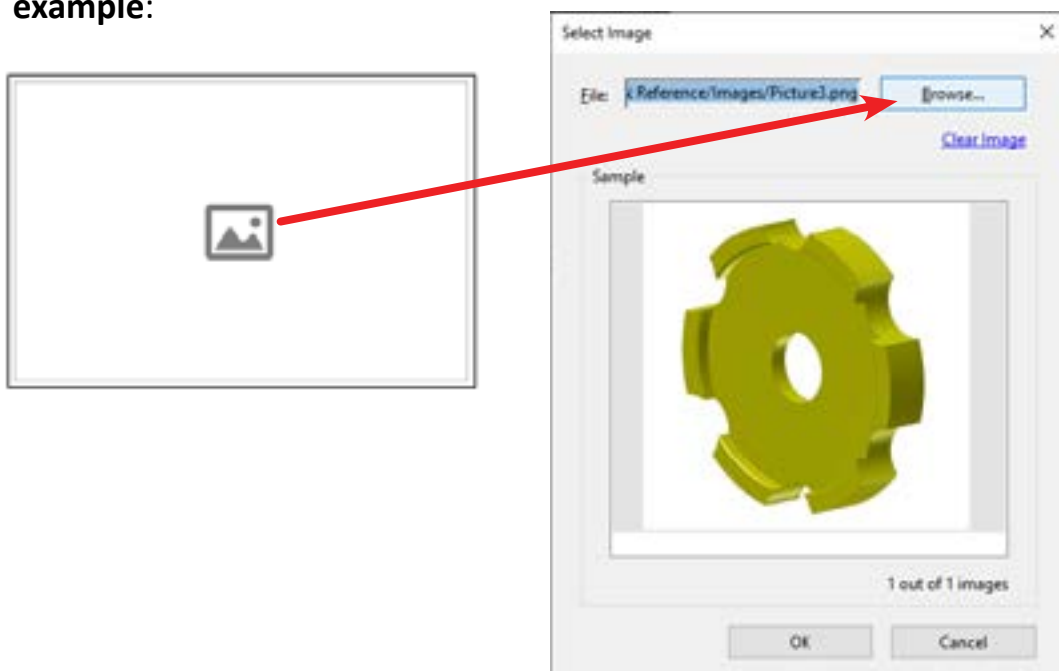 example:
Select Image
File: k Reference/Images/Picture3.png Browse...
Clear Image
Sample
1 out of 1 images
OK Cancel